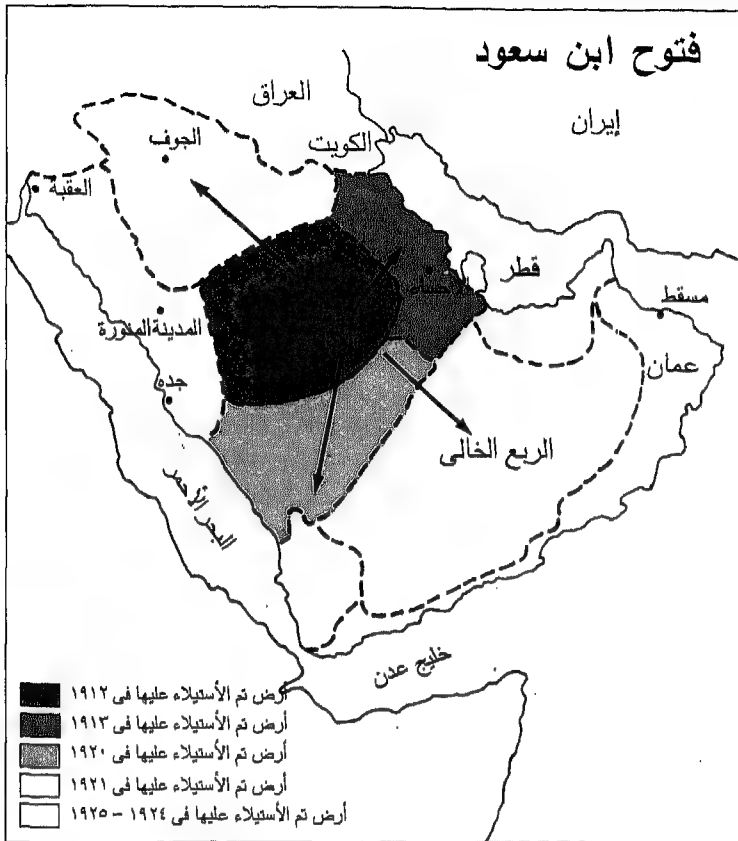 فتوح ابن سعود
العراق
إيران
الكويت
الجوف
العقبة
قطر
مسقط
المدينة المنورة
عمان
جده
الربع الخالى
البحر الأحمر
خليج عدن
أرض تم الأستيلاء عليها فى ١٩١٢
أرض تم الأستيلاء عليها فى ١٩١٣
أرض تم الأستيلاء عليها فى ١٩٢٠
أرض تم الأستيلاء عليها فى ١٩٢١
أرض تم الأستيلاء عليها فى ١٩٢٤ – ١٩٢٥